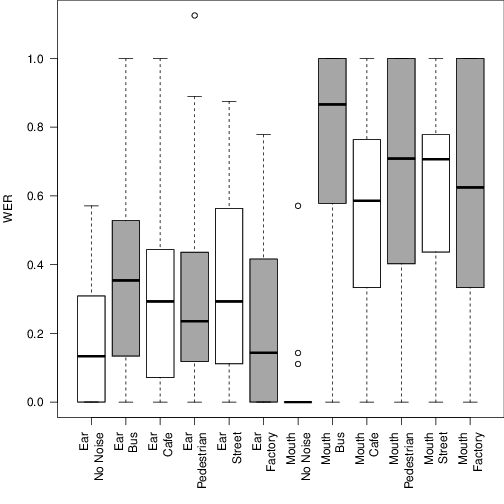 WER
1.0
0.8
0.6
0.4
0.2
0.0
Ear
No Noise
Ear
Bus
Ear
Cafe
Ear
Pedestrian
Ear
Street
Ear
Factory
Mouth
No Noise
Mouth
Bus
Mouth
Cafe
Mouth
Pedestrian
Mouth
Street
Mouth
Factory